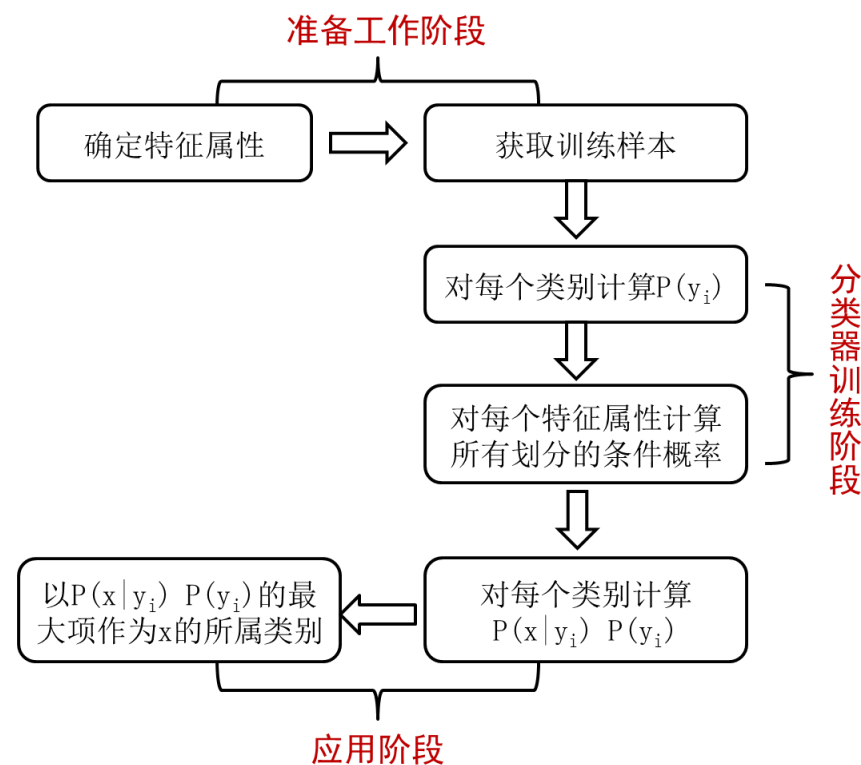 准备工作阶段
确定特征属性
获取训练样本
对每个类别计算P(yi)
分类器训练阶段
对每个特征属性计算
所有划分的条件概率
以P(x|yi) P(yi)的最
大项作为x的所属类别
对每个类别计算
P(x|yi) P(yi)
应用阶段